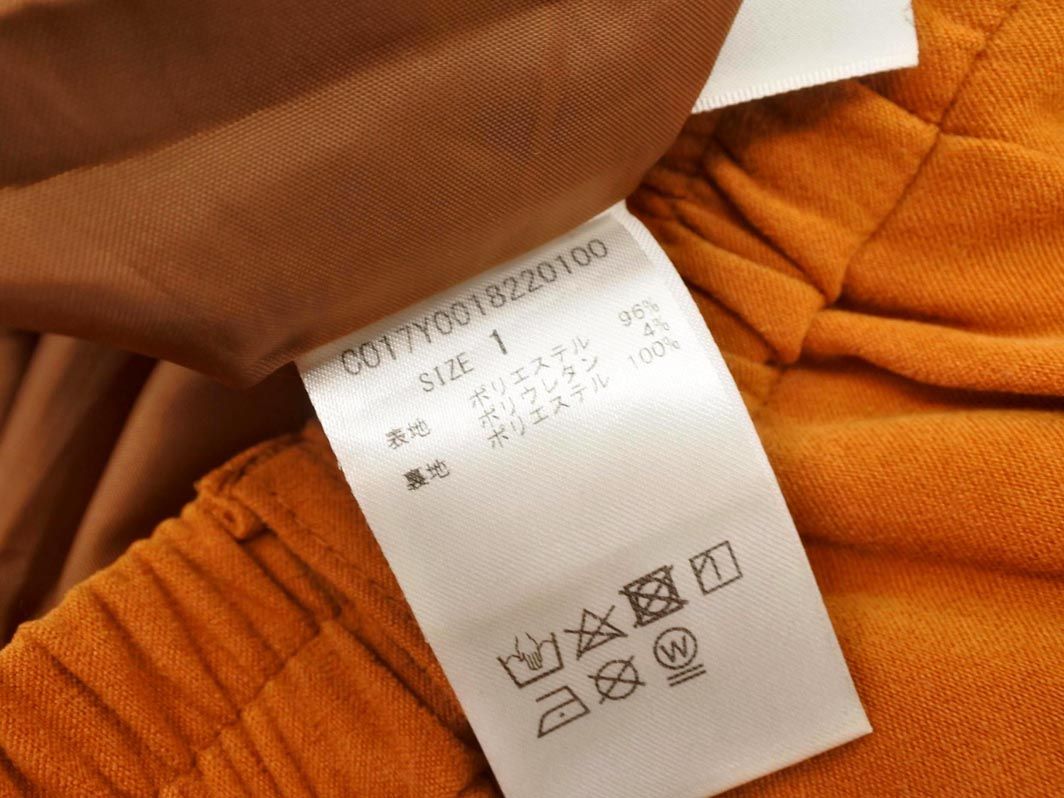 C017Y0018220100
SIZE 1
表地 ポリエステル 96%
ポリウレタン 4%
裏地 ポリエステル 100%
W